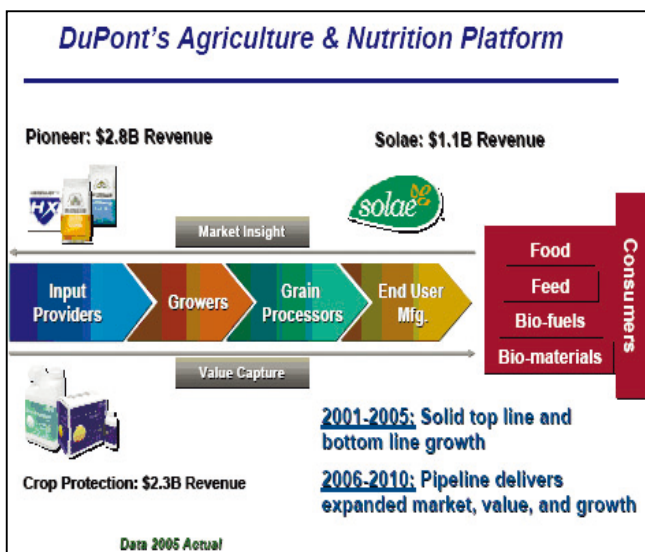 DuPont's Agriculture & Nutrition Platform
Pioneer: $2.8B Revenue
Solae: $1.1B Revenue
HX
solae
Market Insight
Input
Providers
Growers
Grain
Processors
End User
Mfg.
Food
Feed
Bio-fuels
Bio-materials
Consumers
Value Capture
2001-2005: Solid top line and
bottom line growth
2006-2010: Pipeline delivers
expanded market, value, and growth
Crop Protection: $2.3B Revenue
Data 2005 Actual